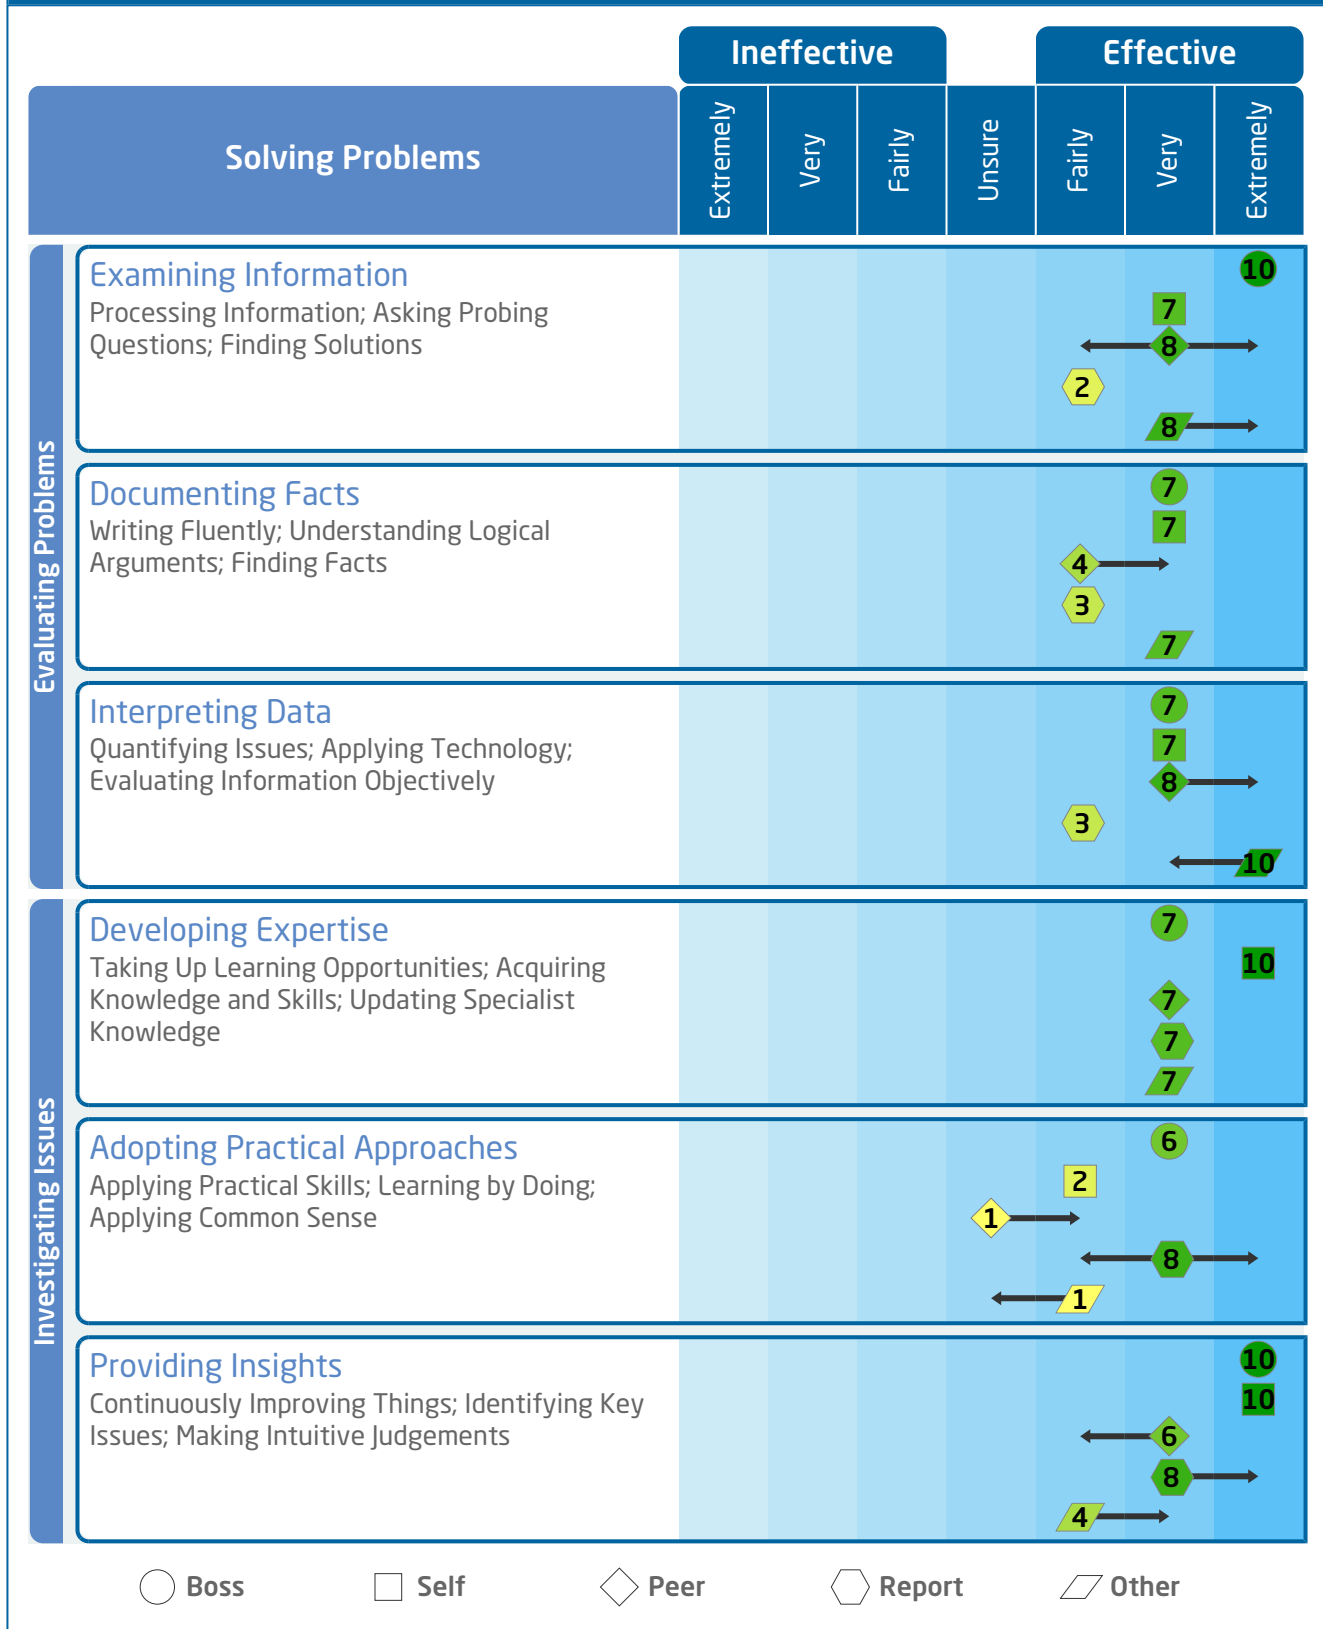 Ineffective
Effective
Solving Problems
Extremely
Very
Fairly
Unsure
Fairly
Very
Extremely
Evaluating Problems
Examining Information
Processing Information; Asking Probing
Questions; Finding Solutions
10
7
8
2
8
Documenting Facts
Writing Fluently; Understanding Logical
Arguments; Finding Facts
7
7
4
3
7
Interpreting Data
Quantifying Issues; Applying Technology;
Evaluating Information Objectively
7
7
8
3
10
Investigating Issues
Developing Expertise
Taking Up Learning Opportunities; Acquiring
Knowledge and Skills; Updating Specialist
Knowledge
7
10
7
7
7
Adopting Practical Approaches
Applying Practical Skills; Learning by Doing;
Applying Common Sense
6
2
1
8
1
Providing Insights
Continuously Improving Things; Identifying Key
Issues; Making Intuitive Judgements
10
10
6
8
4
Boss
Self
Peer
Report
Other